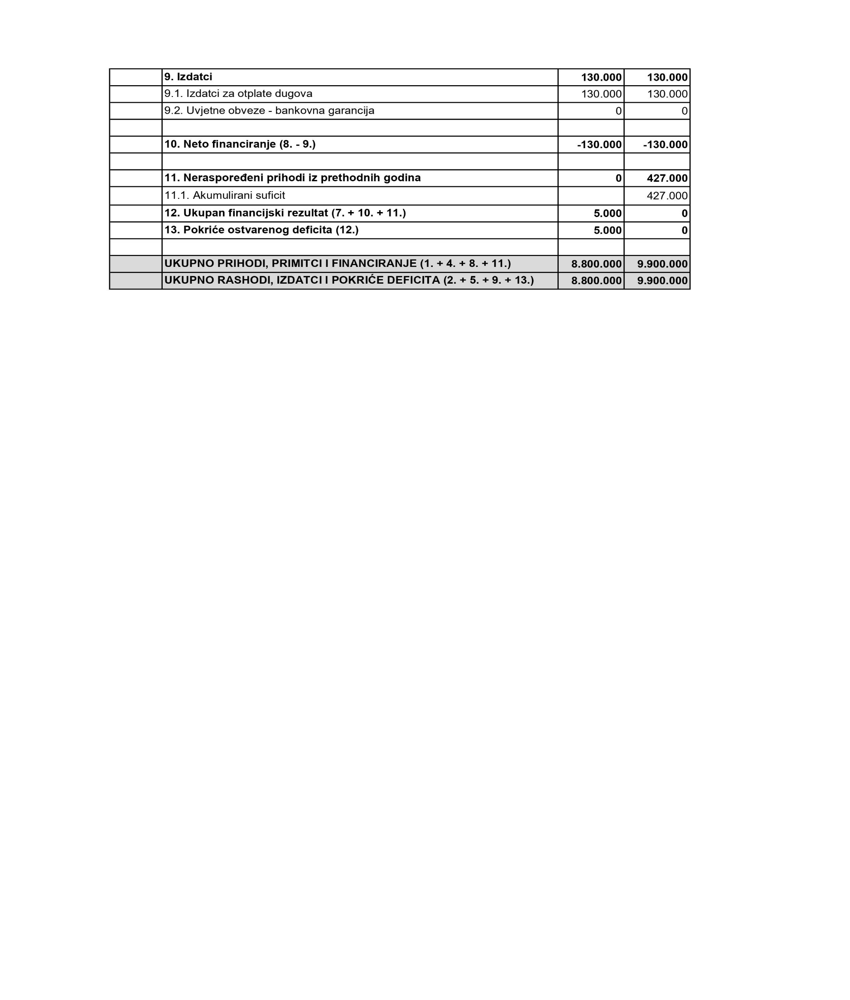 9. Izdatci 130.000 130.000
9.1. Izdatci za otplate dugova 130.000 130.000
9.2. Uvjetne obveze - bankovna garancija 0 0
10. Neto financiranje (8. - 9.) -130.000 -130.000
11. Neraspoređeni prihodi iz prethodnih godina 0 427.000
11.1. Akumulirani suficit 427.000
12. Ukupan financijski rezultat (7. + 10. + 11.) 5.000 0
13. Pokriće ostvarenog deficita (12.) 5.000 0
UKUPNO PRIHODI, PRIMITCI I FINANCIRANJE (1. + 4. + 8. + 11.) 8.800.000 9.900.000
UKUPNO RASHODI, IZDATCI I POKRIĆE DEFICITA (2. + 5. + 9. + 13.) 8.800.000 9.900.000